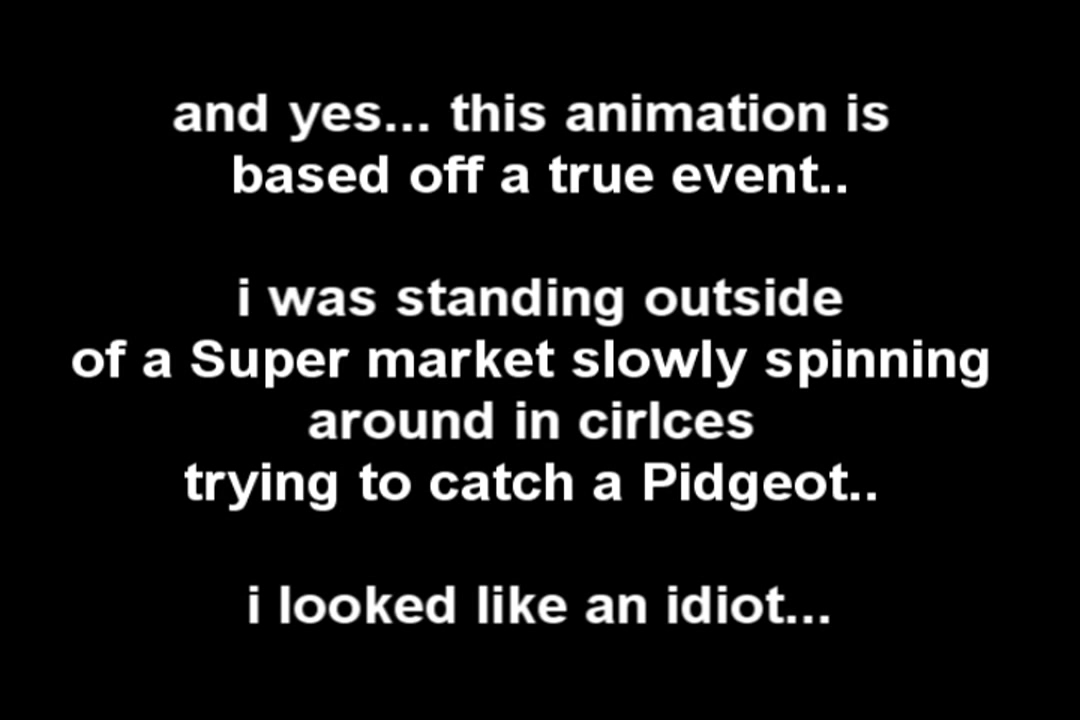 and yes... this animation is
based off a true event..
i was standing outside
of a Super market slowly spinning
around in cirlces
trying to catch a Pidgeot..
i looked like an idiot...